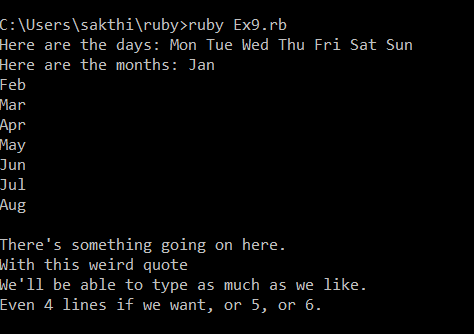 C:\Users\sakthi\ruby>ruby Ex9.rb
Here are the days: Mon Tue Wed Thu Fri Sat Sun
Here are the months: Jan
Feb
Mar
Apr
May
Jun
Jul
Aug
There's something going on here.
With this weird quote
We'll be able to type as much as we like.
Even 4 lines if we want, or 5, or 6.